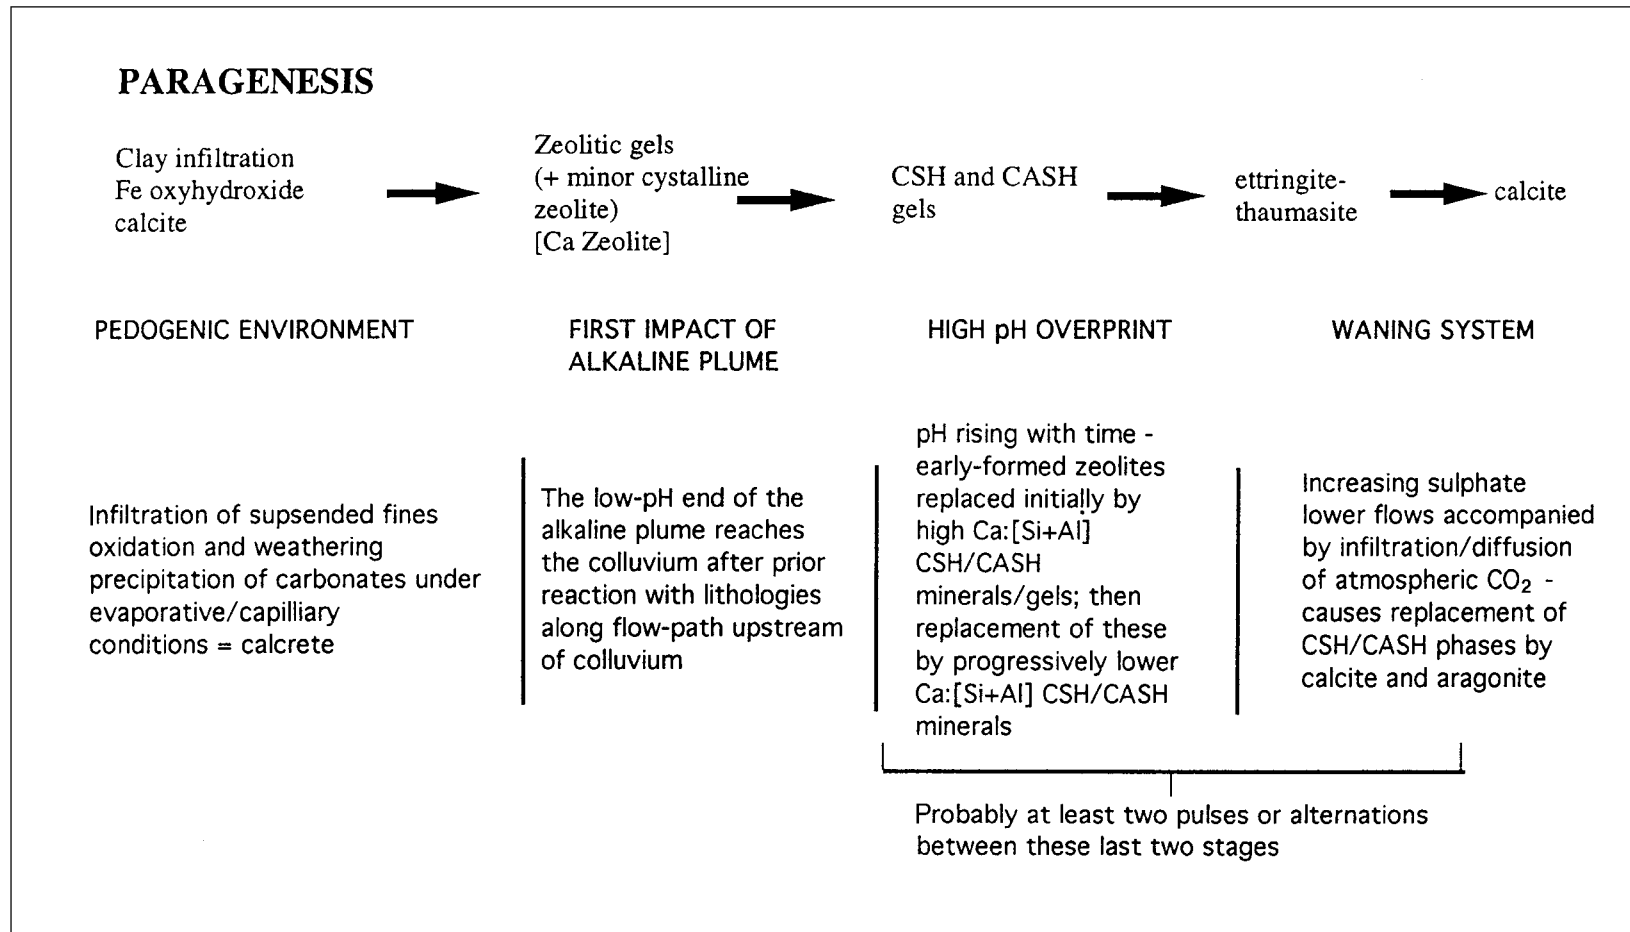 PARAGENESIS
Clay infiltration
Fe oxyhydroxide
calcite
Zeolitic gels
(+ minor cystalline
zeolite)
[Ca Zeolite]
CSH and CASH
gels
ettringite-
thaumasite
calcite
PEDOGENIC ENVIRONMENT
FIRST IMPACT OF
ALKALINE PLUME
HIGH pH OVERPRINT
WANING SYSTEM
Infiltration of supsended fines
oxidation and weathering
precipitation of carbonates under
evaporative/capilliary
conditions = calcrete
The low-pH end of the
alkaline plume reaches
the colluvium after prior
reaction with lithologies
along flow-path upstream
of colluvium
pH rising with time -
early-formed zeolites
replaced initially by
high Ca:[Si+Al]
CSH/CASH
minerals/gels; then
replacement of these
by progressively lower
Ca:[Si+Al] CSH/CASH
minerals
Increasing sulphate
lower flows accompanied
by infiltration/diffusion
of atmospheric CO₂ -
causes replacement of
CSH/CASH phases by
calcite and aragonite
Probably at least two pulses or alternations
between these last two stages